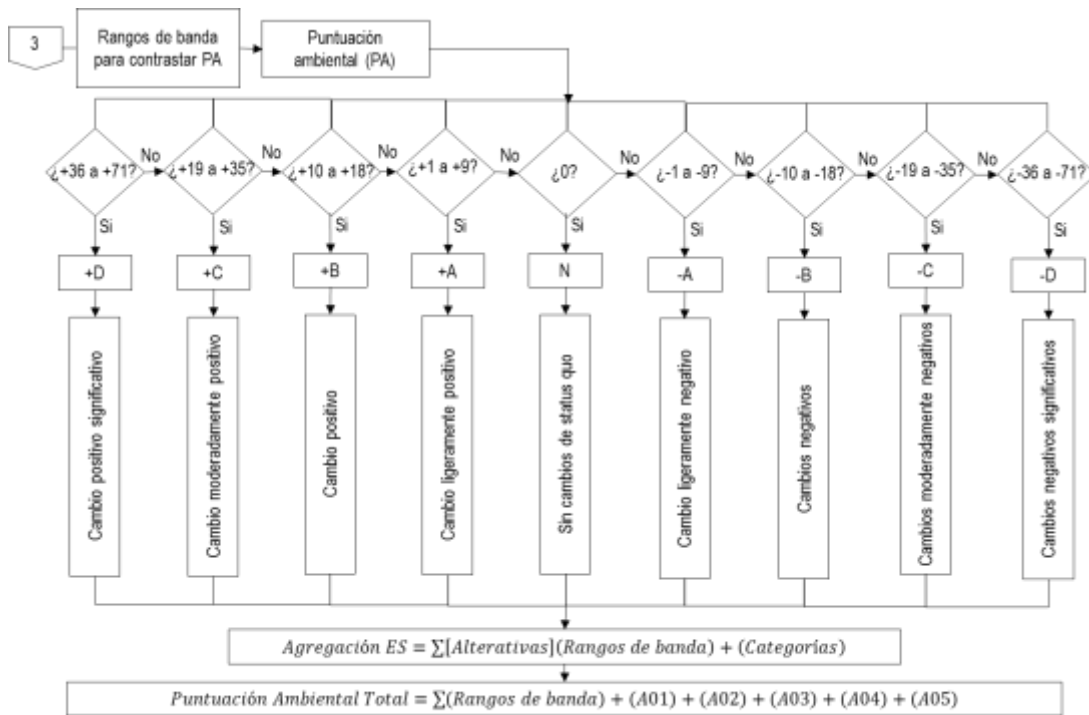 3
Rangos de banda
para contrastar PA
Puntuación
ambiental (PA)
¿+36 a +71?
No
¿+19 a +35?
No
¿+10 a +18?
No
¿+1 a +9?
No
¿0?
No
¿-1 a -9?
No
¿-10 a -18?
No
¿-19 a -35?
No
¿-36 a -71?
Si
Si
Si
Si
Si
Si
Si
Si
Si
+D
+C
+B
+A
N
-A
-B
-C
-D
Cambio positivo significativo
Cambio moderadamente positivo
Cambio positivo
Cambio ligeramente positivo
Sin cambios de status quo
Cambio ligeramente negativo
Cambios negativos
Cambios moderadamente negativos
Cambios negativos significativos
Agregación ES = ∑[Alterativas](Rangos de banda) + (Categorías)
Puntuación Ambiental Total = ∑(Rangos de banda) + (A01) + (A02) + (A03) + (A04) + (A05)